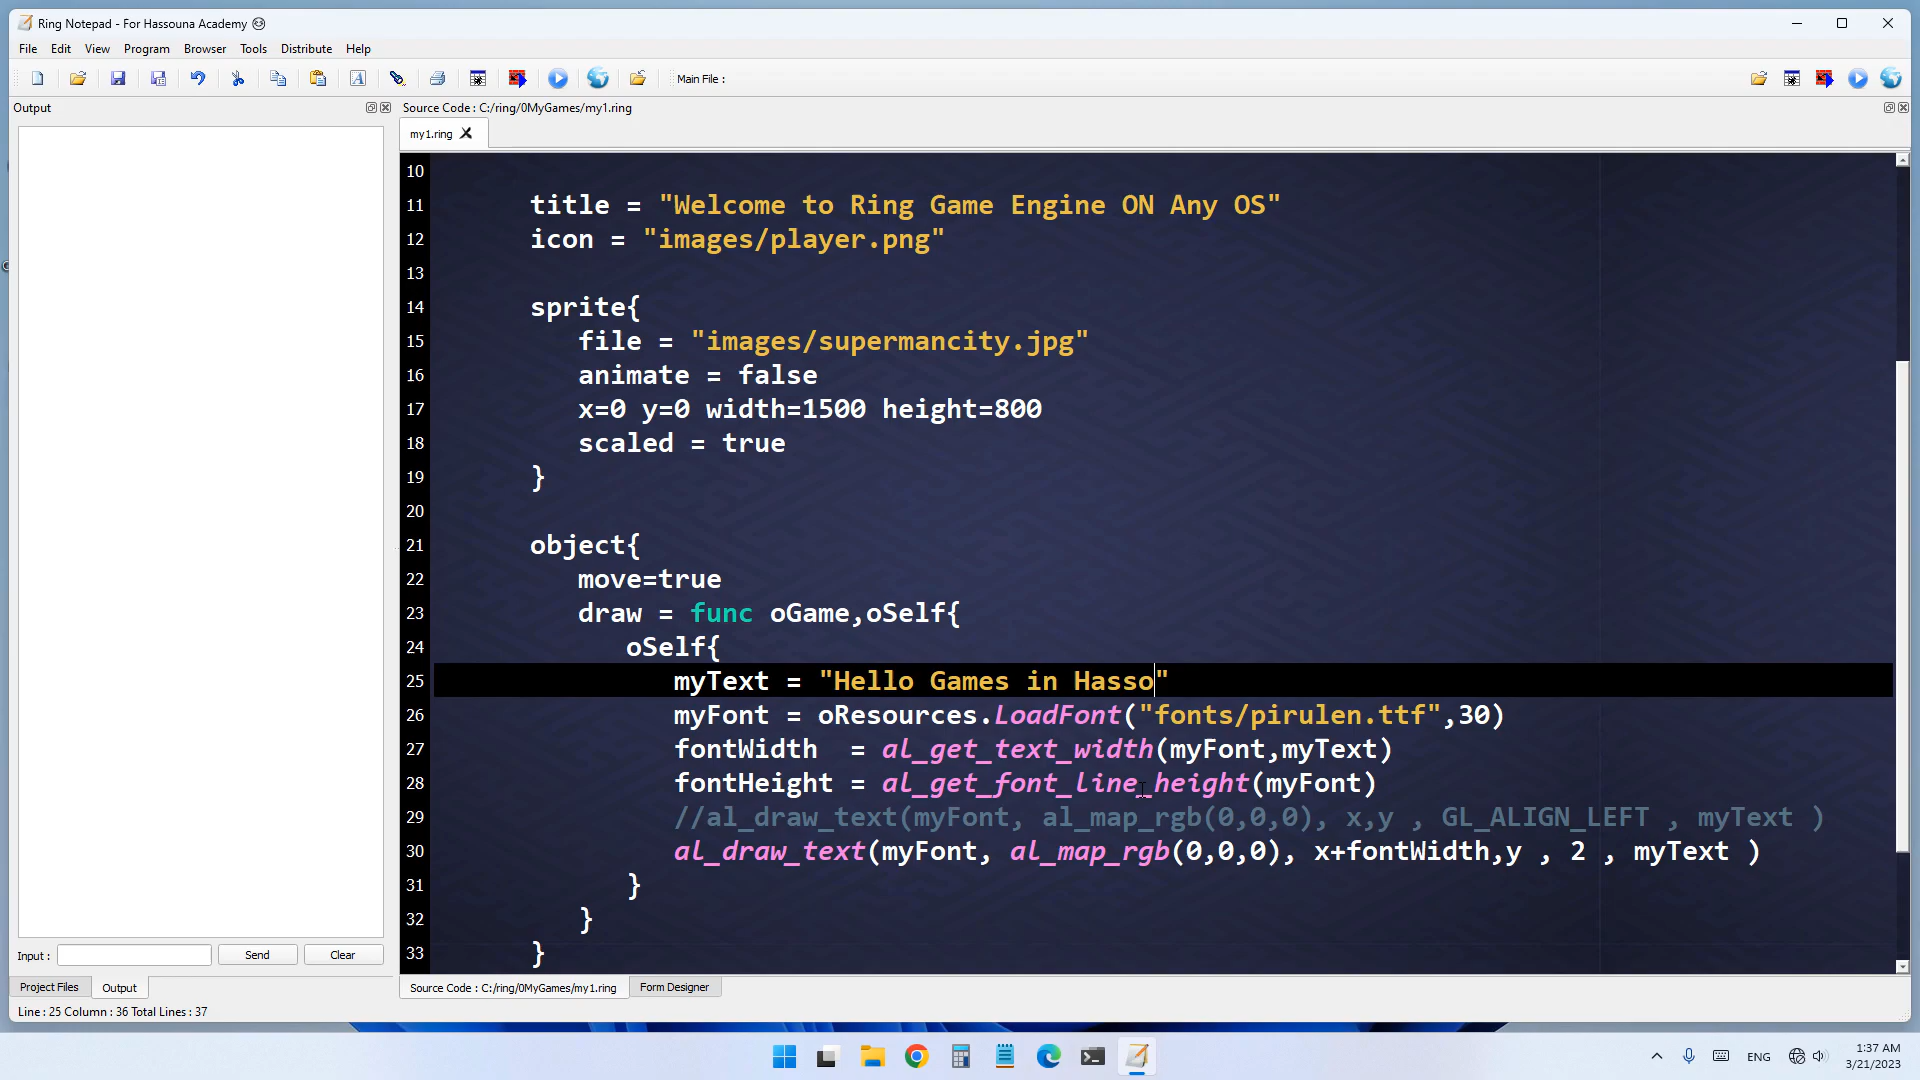 Ring Notepad - For Hassouna Academy
File Edit View Program Browser Tools Distribute Help
Main File :
Output
Source Code : C:/ring/0MyGames/my1.ring
my1.ring
10
11 title = "Welcome to Ring Game Engine ON Any OS"
12 icon = "images/player.png"
13
14 sprite{
15 file = "images/supermancity.jpg"
16 animate = false
17 x=0 y=0 width=1500 height=800
18 scaled = true
19 }
20
21 object{
22 move=true
23 draw = func oGame,oSelf{
24 oSelf{
25 myText = "Hello Games in Hasso"
26 myFont = oResources.LoadFont("fonts/pirulen.ttf",30)
27 fontWidth  = al_get_text_width(myFont,myText)
28 fontHeight = al_get_font_line_height(myFont)
29 //al_draw_text(myFont, al_map_rgb(0,0,0), x,y , GL_ALIGN_LEFT , myText )
30 al_draw_text(myFont, al_map_rgb(0,0,0), x+fontWidth,y , 2 , myText )
31 }
32 }
33 }
Input :
Send
Clear
Project Files
Output
Source Code : C:/ring/0MyGames/my1.ring
Form Designer
Line : 25 Column : 36 Total Lines : 37
ENG
1:37 AM
3/21/2023